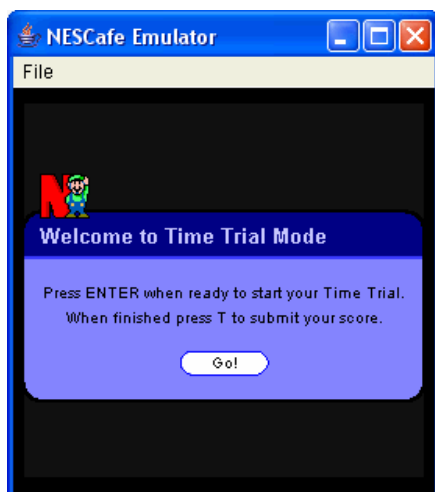 NESCafe Emulator
File
N
Welcome to Time Trial Mode
Press ENTER when ready to start your Time Trial.
When finished press T to submit your score.
Go!